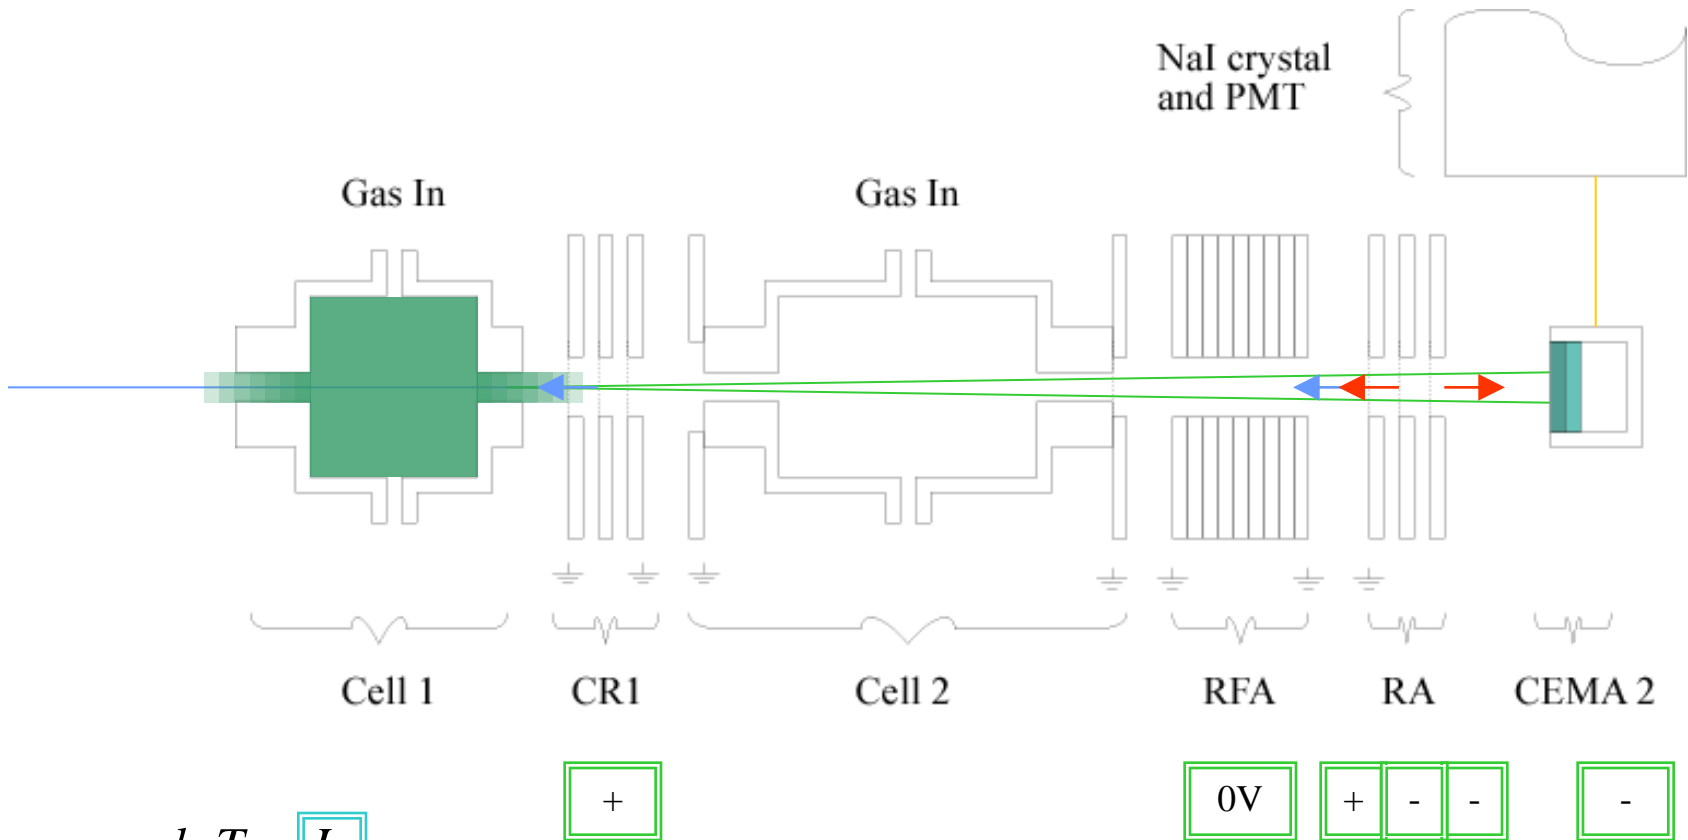 NaI crystal
and PMT
Gas In
Gas In
Cell 1
CR1
Cell 2
RFA
RA
CEMA 2
+
0V
+
-
-
-